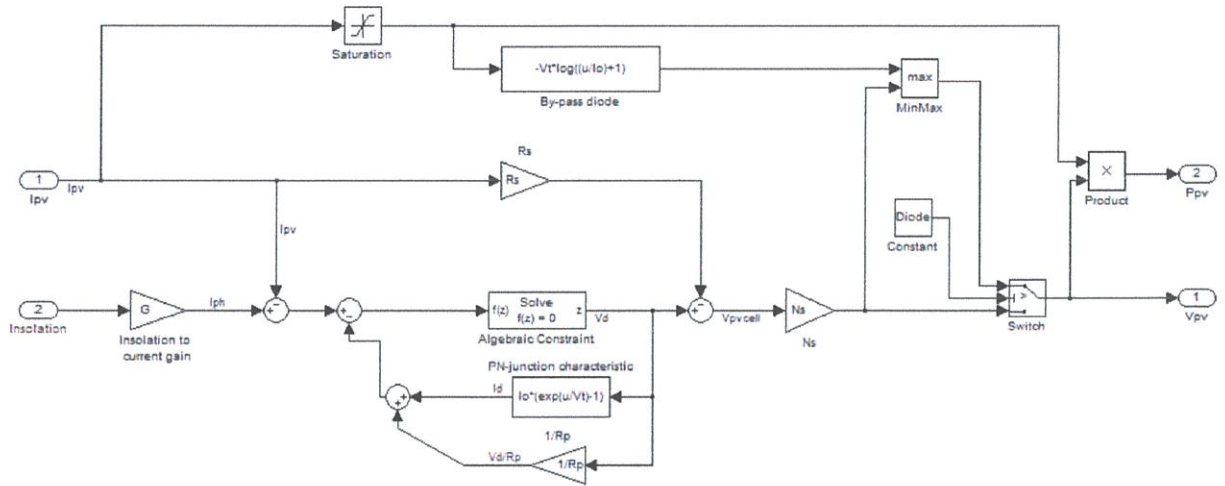 Saturation
-Vt*log((u/Io)+1)
By-pass diode
max
MinMax
Rs
Rs
1
Ipv
Ipv
×
Product
2
Ppv
Diode
Constant
Ipv
2
Insolation
G
Insolation to
current gain
Iph
+
−
+
−
f(z)
Solve
f(z) = 0
z
Algebraic Constraint
Vd
+
−
Vpvcell
Ns
Ns
>
Switch
1
Vpv
PN-junction characteristic
Io*(exp(u/Vt)-1)
Id
+
+
1/Rp
1/Rp
Vd/Rp